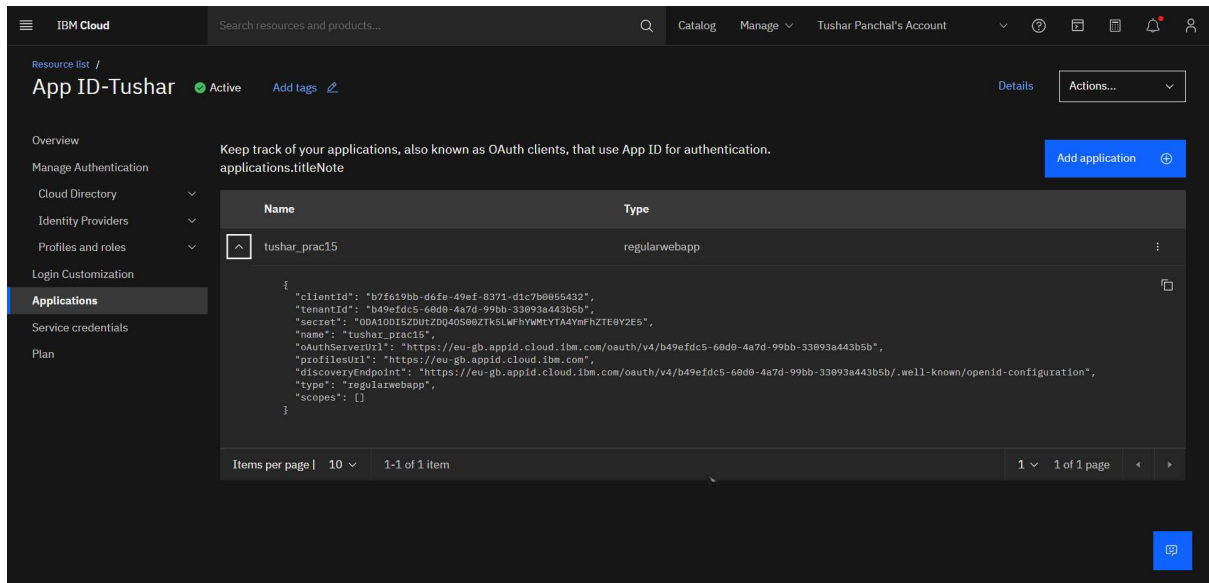 IBM Cloud
Search resources and products...
Catalog
Manage
Tushar Panchal's Account
Resource list /
App ID-Tushar
Active
Add tags
Details
Actions...
Overview
Manage Authentication
Cloud Directory
Identity Providers
Profiles and roles
Login Customization
Applications
Service credentials
Plan
Keep track of your applications, also known as OAuth clients, that use App ID for authentication.
applications.titleNote
Add application
Name
Type
tushar_prac15
regularwebapp
{
"clientId": "b7f619bb-d6fe-49ef-8371-d1c7b0055432",
"tenantId": "b49efdc5-60d0-4a7d-99bb-33093a443b5b",
"secret": "ODA1ODI5ZDUtZDQ4OS00ZTk5LWFhYWMtYTA4YmFhZTE0Y2E5",
"name": "tushar_prac15",
"oAuthServerUrl": "https://eu-gb.appid.cloud.ibm.com/oauth/v4/b49efdc5-60d0-4a7d-99bb-33093a443b5b",
"profilesUrl": "https://eu-gb.appid.cloud.ibm.com",
"discoveryEndpoint": "https://eu-gb.appid.cloud.ibm.com/oauth/v4/b49efdc5-60d0-4a7d-99bb-33093a443b5b/.well-known/openid-configuration",
"type": "regularwebapp",
"scopes": []
}
Items per page | 10
1-1 of 1 item
1
1 of 1 page